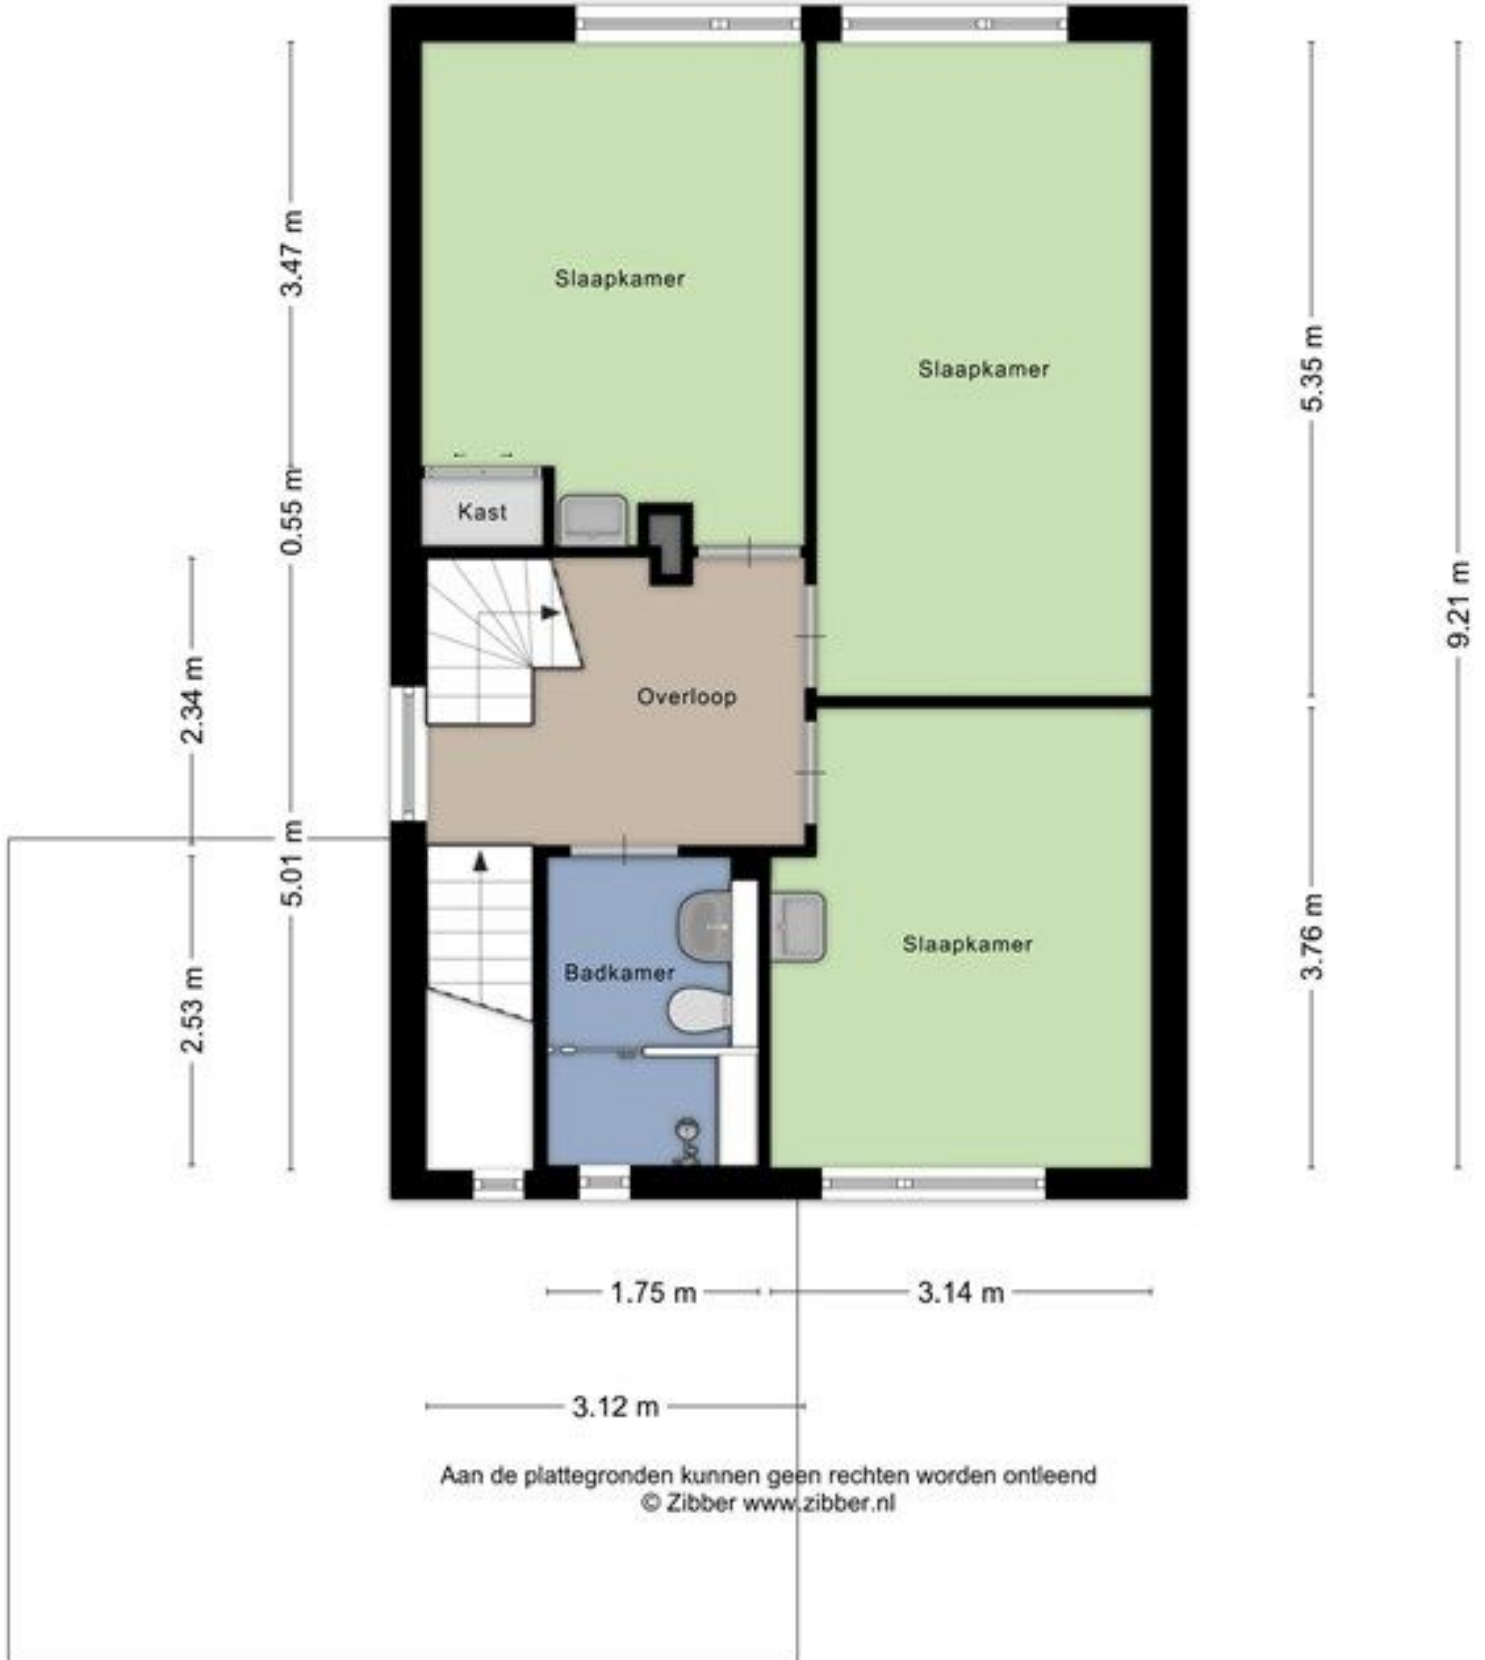 Slaapkamer
Slaapkamer
Kast
Overloop
Badkamer
Slaapkamer
3.47 m
0.55 m
5.01 m
2.34 m
2.53 m
5.35 m
3.76 m
9.21 m
1.75 m
3.14 m
3.12 m
Aan de plattegronden kunnen geen rechten worden ontleend
© Zibber www.zibber.nl